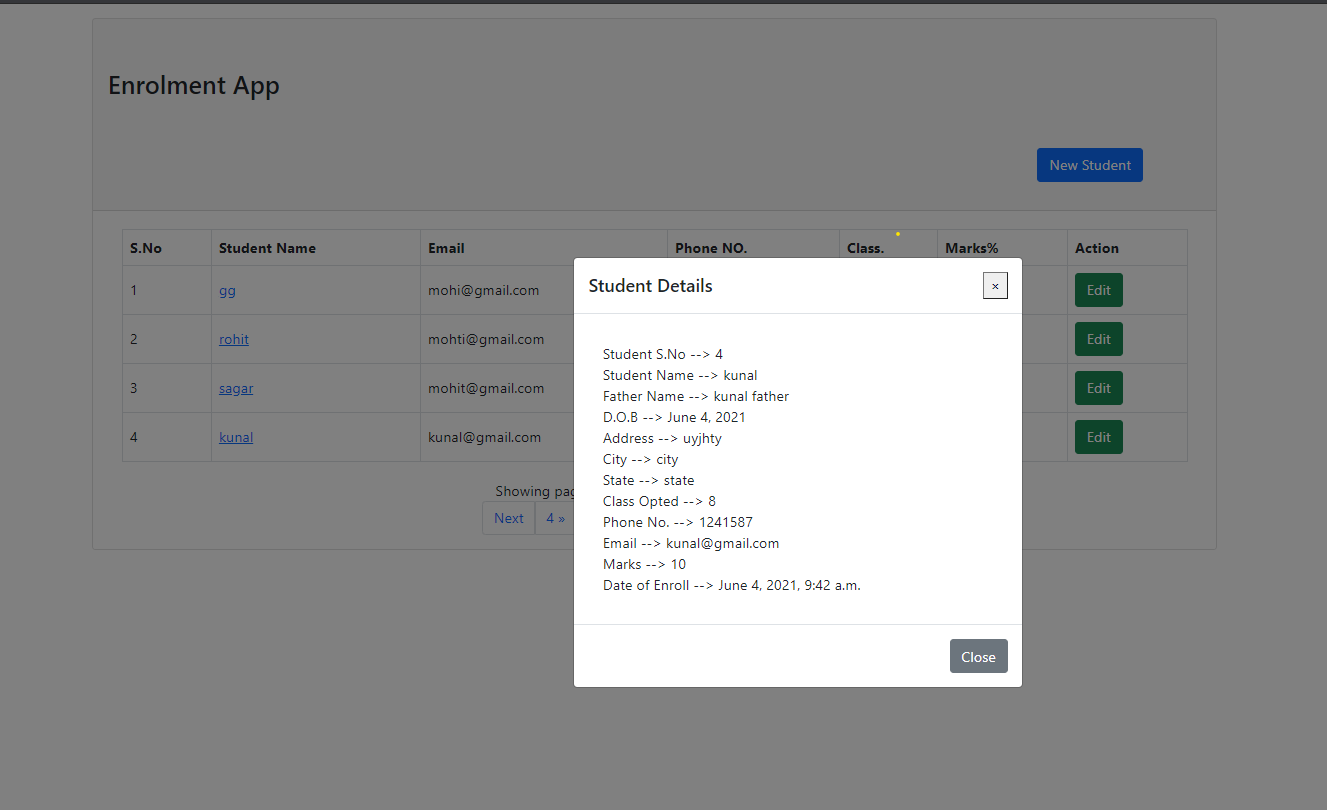 Enrolment App
New Student
S.No Student Name Email Phone NO. Class. Marks% Action
1 gg mohi@gmail.com Edit
2 rohit mohti@gmail.com Edit
3 sagar mohit@gmail.com Edit
4 kunal kunal@gmail.com Edit
Showing
Next 4 »
Student Details ×
Student S.No --> 4
Student Name --> kunal
Father Name --> kunal father
D.O.B --> June 4, 2021
Address --> uyjhty
City --> city
State --> state
Class Opted --> 8
Phone No. --> 1241587
Email --> kunal@gmail.com
Marks --> 10
Date of Enroll --> June 4, 2021, 9:42 a.m.
Close